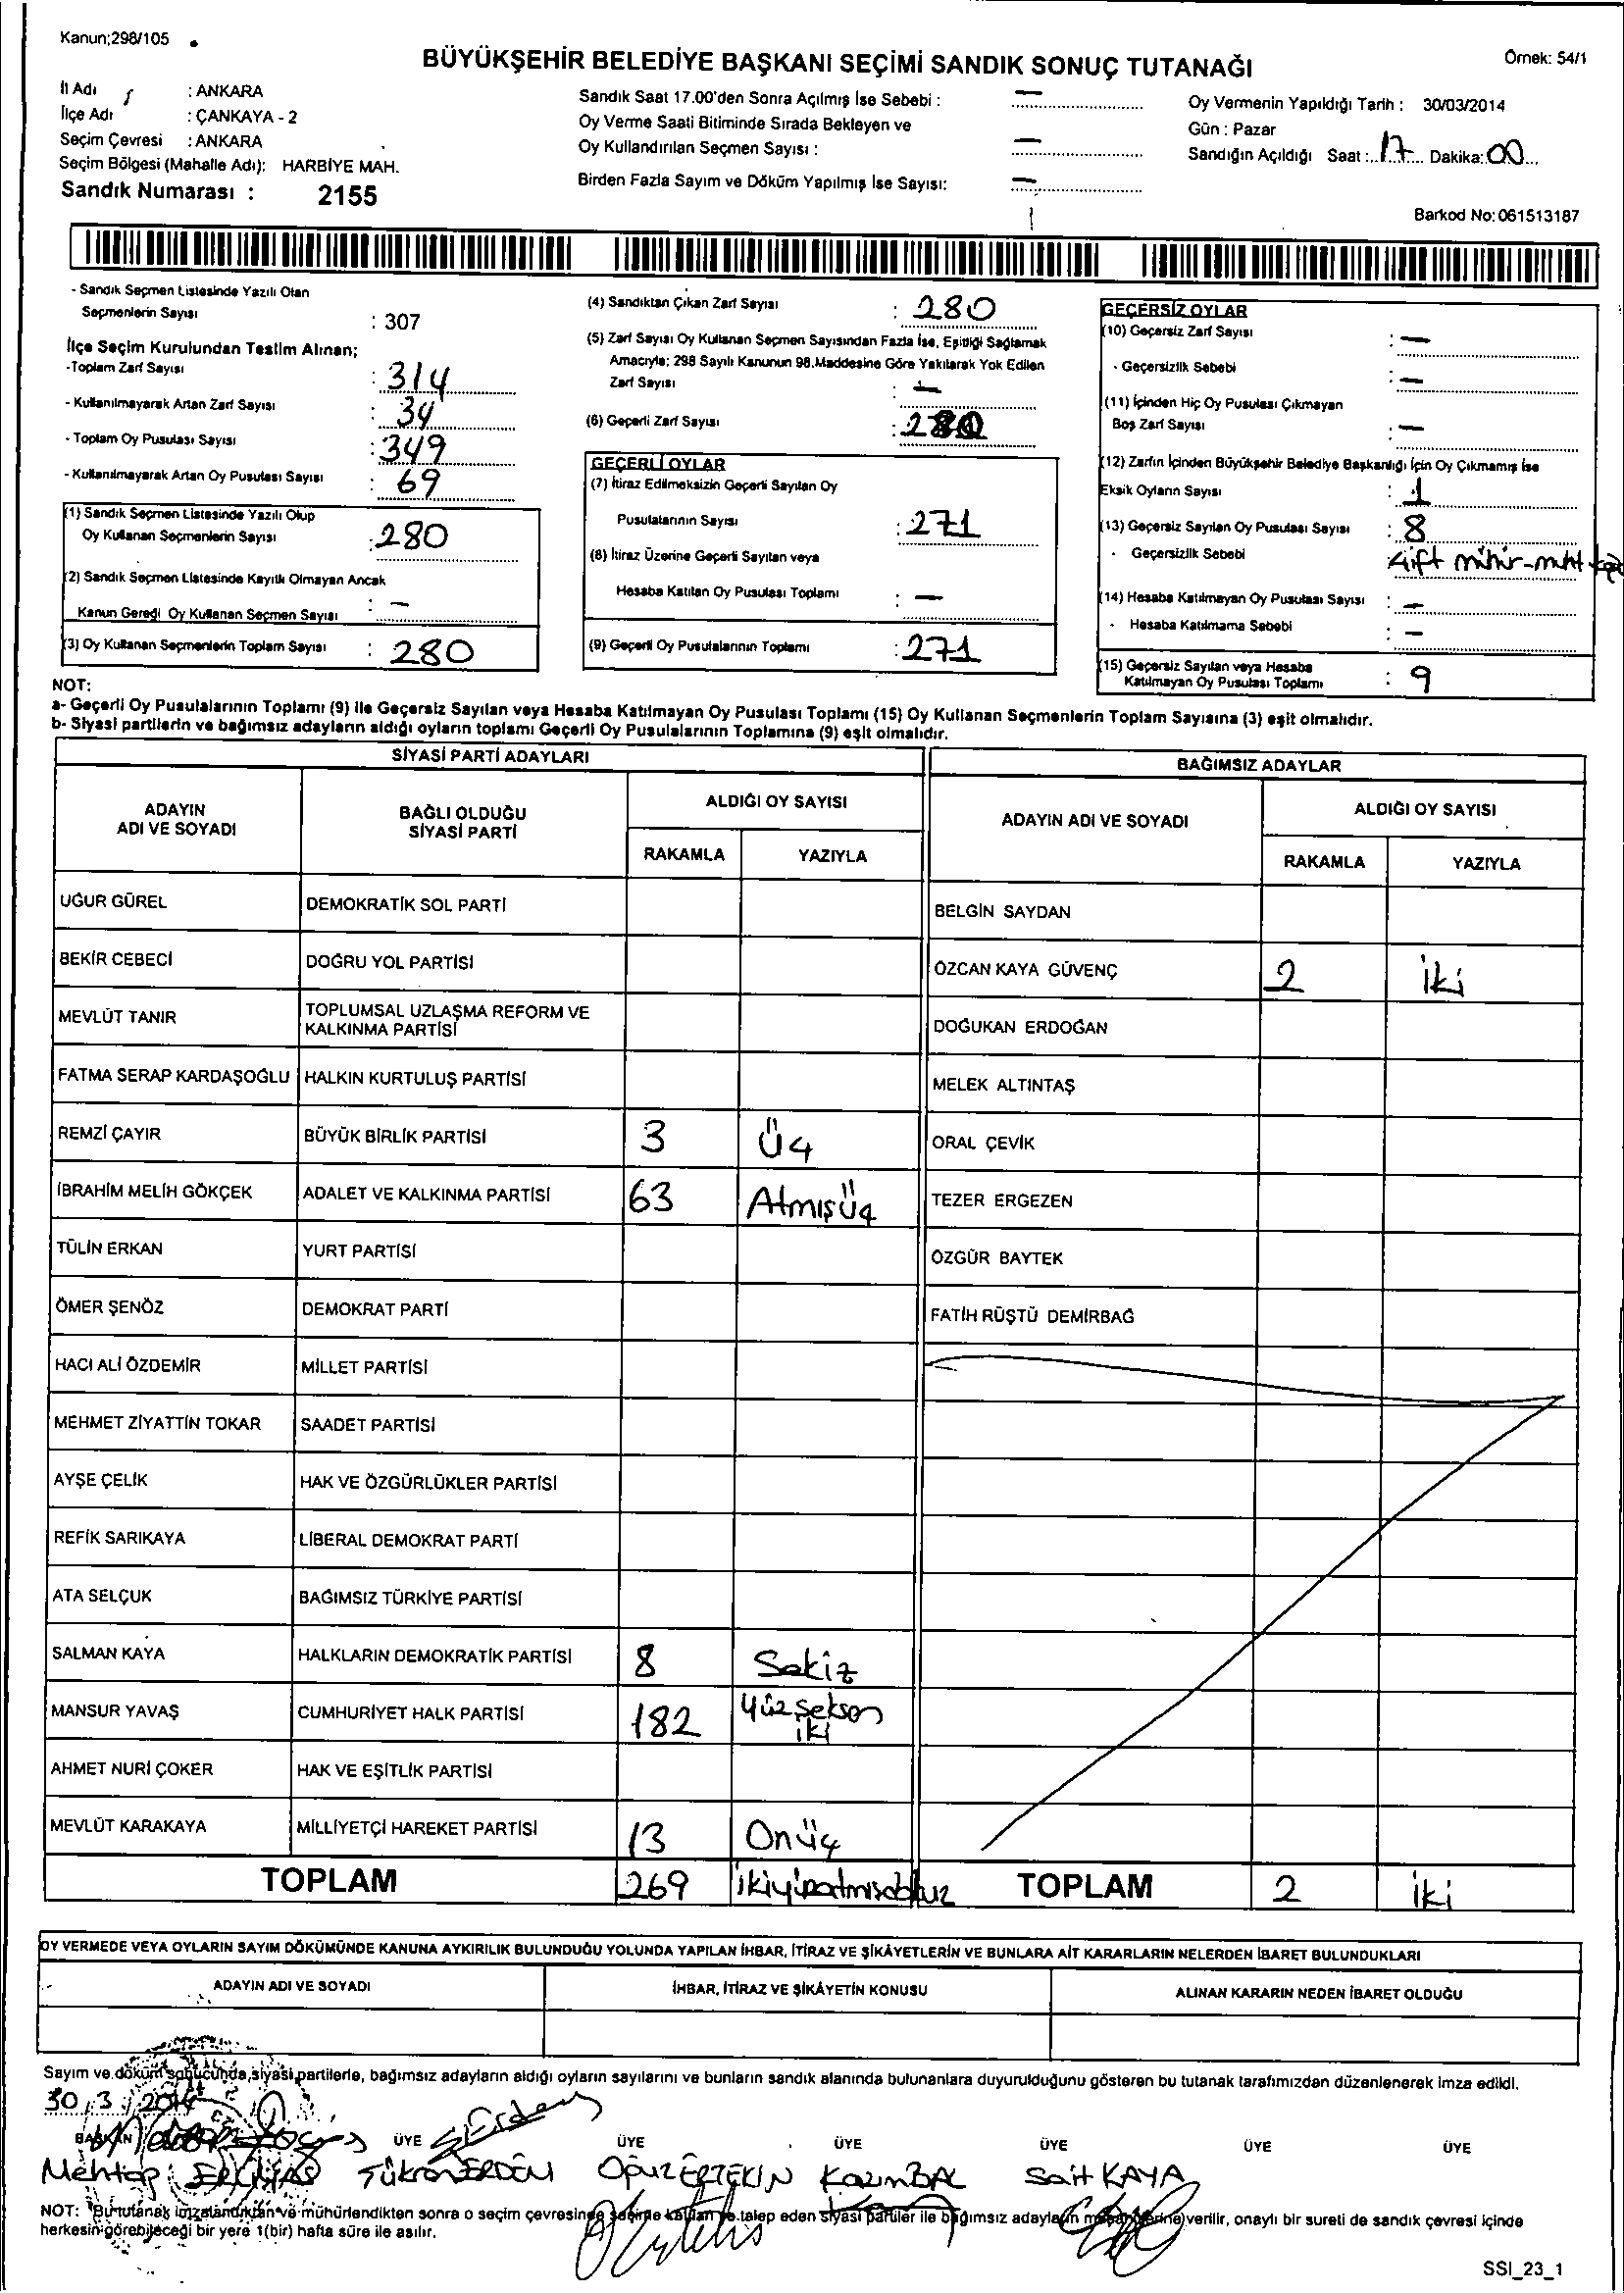 Kanun;298/105
BÜYÜKŞEHİR BELEDİYE BAŞKANI SEÇİMİ SANDIK SONUÇ TUTANAĞI
Örnek: 54/1
İl Adı : ANKARA
İlçe Adı : ÇANKAYA - 2
Seçim Çevresi : ANKARA
Seçim Bölgesi (Mahalle Adı): HARBİYE MAH.
Sandık Numarası : 2155
Sandık Saat 17.00'den Sonra Açılmış İse Sebebi : —
Oy Verme Saati Bitiminde Sırada Bekleyen ve
Oy Kullandırılan Seçmen Sayısı : —
Birden Fazla Sayım ve Döküm Yapılmış İse Sayısı: —
Oy Vermenin Yapıldığı Tarih : 30/03/2014
Gün : Pazar
Sandığın Açıldığı Saat :..17.. Dakika:00...
Barkod No: 061513187
- Sandık Seçmen Listesinde Yazılı Olan
Seçmenlerin Sayısı : 307
İlçe Seçim Kurulundan Teslim Alınan;
-Toplam Zarf Sayısı : 314
- Kullanılmayarak Artan Zarf Sayısı : 34
- Toplam Oy Pusulası Sayısı : 349
- Kullanılmayarak Artan Oy Pusulası Sayısı : 69
(1) Sandık Seçmen Listesinde Yazılı Olup
Oy Kullanan Seçmenlerin Sayısı : 280
(2) Sandık Seçmen Listesinde Kayıtlı Olmayan Ancak
Kanun Gereği Oy Kullanan Seçmen Sayısı : —
(3) Oy Kullanan Seçmenlerin Toplam Sayısı : 280
(4) Sandıktan Çıkan Zarf Sayısı : 280
(5) Zarf Sayısı Oy Kullanan Seçmen Sayısından Fazla İse, Eşitliği Sağlamak
Amacıyla; 298 Sayılı Kanunun 98.Maddesine Göre Yakılarak Yok Edilen
Zarf Sayısı : —
(6) Geçerli Zarf Sayısı : 280
GEÇERLİ OYLAR
(7) İtiraz Edilmeksizin Geçerli Sayılan Oy
Pusulalarının Sayısı : 271
(8) İtiraz Üzerine Geçerli Sayılan veya
Hesaba Katılan Oy Pusulası Toplamı : —
(9) Geçerli Oy Pusulalarının Toplamı : 271
GEÇERSİZ OYLAR
(10) Geçersiz Zarf Sayısı : —
- Geçersizlik Sebebi : —
(11) İçinden Hiç Oy Pusulası Çıkmayan
Boş Zarf Sayısı : —
(12) Zarfın İçinden Büyükşehir Belediye Başkanlığı İçin Oy Çıkmamış İse
Eksik Oyların Sayısı : 1
(13) Geçersiz Sayılan Oy Pusulası Sayısı : 8
- Geçersizlik Sebebi
(14) Hesaba Katılmayan Oy Pusulası Sayısı : —
- Hesaba Katılmama Sebebi : —
(15) Geçersiz Sayılan veya Hesaba
Katılmayan Oy Pusulası Toplamı : 9
NOT:
a- Geçerli Oy Pusulalarının Toplamı (9) ile Geçersiz Sayılan veya Hesaba Katılmayan Oy Pusulası Toplamı (15) Oy Kullanan Seçmenlerin Toplam Sayısına (3) eşit olmalıdır.
b- Siyasi partilerin ve bağımsız adayların aldığı oyların toplamı Geçerli Oy Pusulalarının Toplamına (9) eşit olmalıdır.
SİYASİ PARTİ ADAYLARI
ADAYIN ADI VE SOYADI
BAĞLI OLDUĞU SİYASİ PARTİ
ALDIĞI OY SAYISI
RAKAMLA YAZIYLA
UĞUR GÜREL DEMOKRATİK SOL PARTİ
BEKİR CEBECİ DOĞRU YOL PARTİSİ
MEVLÜT TANIR TOPLUMSAL UZLAŞMA REFORM VE
KALKINMA PARTİSİ
FATMA SERAP KARDAŞOĞLU HALKIN KURTULUŞ PARTİSİ
REMZİ ÇAYIR BÜYÜK BİRLİK PARTİSİ 3 Üç
İBRAHİM MELİH GÖKÇEK ADALET VE KALKINMA PARTİSİ 63 Atmışüç
TÜLİN ERKAN YURT PARTİSİ
ÖMER ŞENÖZ DEMOKRAT PARTİ
HACI ALİ ÖZDEMİR MİLLET PARTİSİ
MEHMET ZİYATTİN TOKAR SAADET PARTİSİ
AYŞE ÇELİK HAK VE ÖZGÜRLÜKLER PARTİSİ
REFİK SARIKAYA LİBERAL DEMOKRAT PARTİ
ATA SELÇUK BAĞIMSIZ TÜRKİYE PARTİSİ
SALMAN KAYA HALKLARIN DEMOKRATİK PARTİSİ 8 Sekiz
MANSUR YAVAŞ CUMHURİYET HALK PARTİSİ 182 Yüz seksen
iki
AHMET NURİ ÇOKER HAK VE EŞİTLİK PARTİSİ
MEVLÜT KARAKAYA MİLLİYETÇİ HAREKET PARTİSİ 13 Onüç
TOPLAM 269
BAĞIMSIZ ADAYLAR
ADAYIN ADI VE SOYADI
ALDIĞI OY SAYISI
RAKAMLA YAZIYLA
BELGİN SAYDAN
ÖZCAN KAYA GÜVENÇ 2 iki
DOĞUKAN ERDOĞAN
MELEK ALTINTAŞ
ORAL ÇEVİK
TEZER ERGEZEN
ÖZGÜR BAYTEK
FATİH RÜŞTÜ DEMİRBAĞ
TOPLAM 2 iki
OY VERMEDE VEYA OYLARIN SAYIM DÖKÜMÜNDE KANUNA AYKIRILIK BULUNDUĞU YOLUNDA YAPILAN İHBAR, İTİRAZ VE ŞİKÂYETLERİN VE BUNLARA AİT KARARLARIN NELERDEN İBARET BULUNDUKLARI
ADAYIN ADI VE SOYADI İHBAR, İTİRAZ VE ŞİKÂYETİN KONUSU ALINAN KARARIN NEDEN İBARET OLDUĞU
Sayım ve döküm sonucunda, siyasi partilerle, bağımsız adayların aldığı oyların sayılarını ve bunların sandık alanında bulunanlara duyurulduğunu gösteren bu tutanak tarafımızdan düzenlenerek imza edildi.
30 / 3 / 2014
BAŞKAN ÜYE ÜYE ÜYE ÜYE ÜYE ÜYE
Mehtap Şükran ERDEM Oğuz ERTEKİN Kazım BAL Sait KAYA
NOT: Bu tutanak imzalandıktan ve mühürlendikten sonra o seçim çevresinde seçime katılan ve talep eden siyasi partiler ile bağımsız adayların müşahitlerine verilir, onaylı bir sureti de sandık çevresi içinde
herkesin görebileceği bir yere 1(bir) hafta süre ile asılır.
SSI_23_1